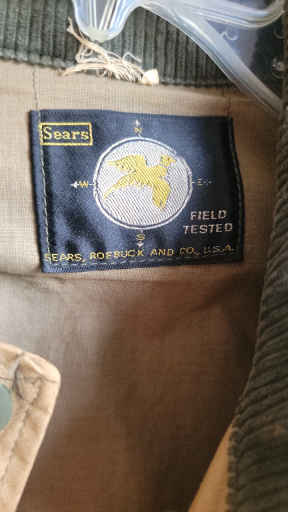 Sears
N
W
E
S
FIELD
TESTED
SEARS, ROEBUCK AND CO., U.S.A.